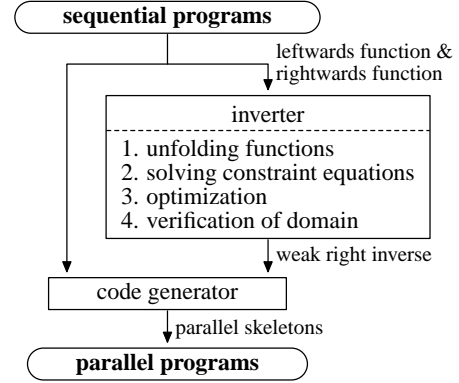 sequential programs
leftwards function &
rightwards function
inverter
1. unfolding functions
2. solving constraint equations
3. optimization
4. verification of domain
weak right inverse
code generator
parallel skeletons
parallel programs